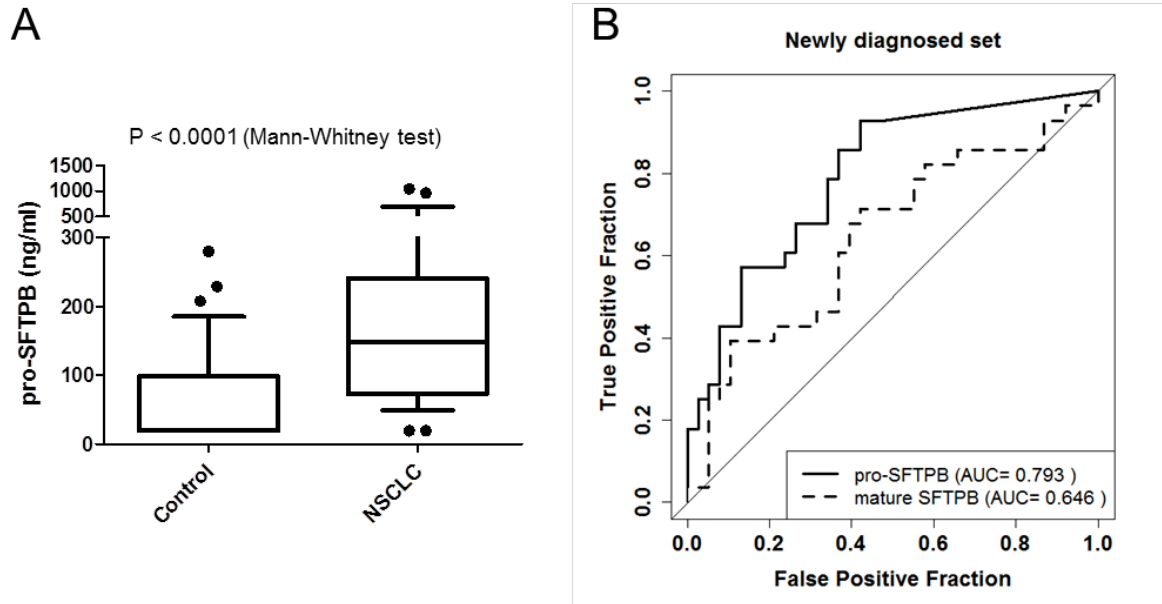 A
P < 0.0001 (Mann-Whitney test)
pro-SFTPB (ng/ml)
1500
1000
500
300
200
100
0
Control
NSCLC
B
Newly diagnosed set
True Positive Fraction
1.0
0.8
0.6
0.4
0.2
0.0
pro-SFTPB (AUC= 0.793 )
mature SFTPB (AUC= 0.646 )
0.0 0.2 0.4 0.6 0.8 1.0
False Positive Fraction